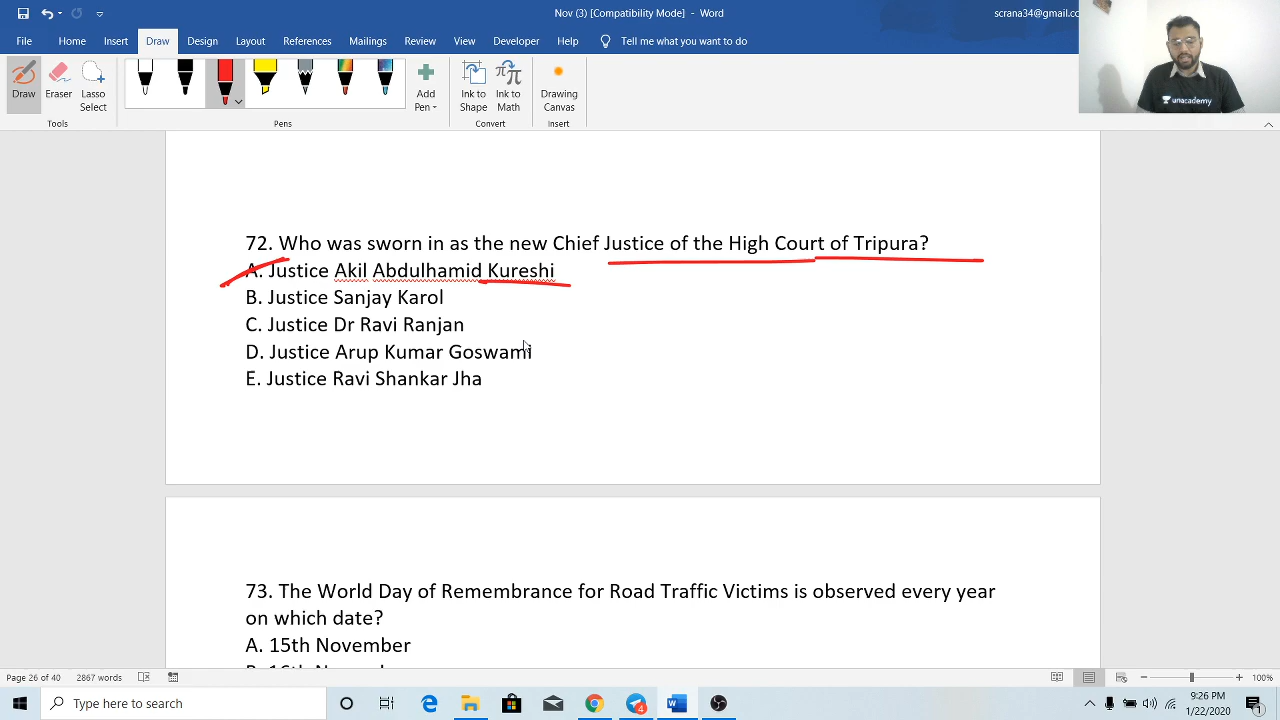 Nov (3) [Compatibility Mode] - Word
scrana34@gmail.co
File Home Insert Draw Design Layout References Mailings Review View Developer Help Tell me what you want to do
Draw Eraser Lasso Select
Add Pen
Ink to Shape Ink to Math
Drawing Canvas
Tools Pens Convert Insert
unacademy
72. Who was sworn in as the new Chief Justice of the High Court of Tripura?
A. Justice Akil Abdulhamid Kureshi
B. Justice Sanjay Karol
C. Justice Dr Ravi Ranjan
D. Justice Arup Kumar Goswami
E. Justice Ravi Shankar Jha
73. The World Day of Remembrance for Road Traffic Victims is observed every year
on which date?
A. 15th November
Page 26 of 40 2867 words 100%
Type here to search
4
9:26 PM
1/22/2020
1